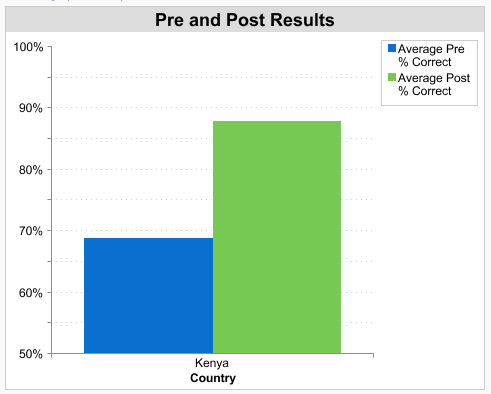 Pre and Post Results
100%
90%
80%
70%
60%
50%
Kenya
Country
Average Pre
% Correct
Average Post
% Correct